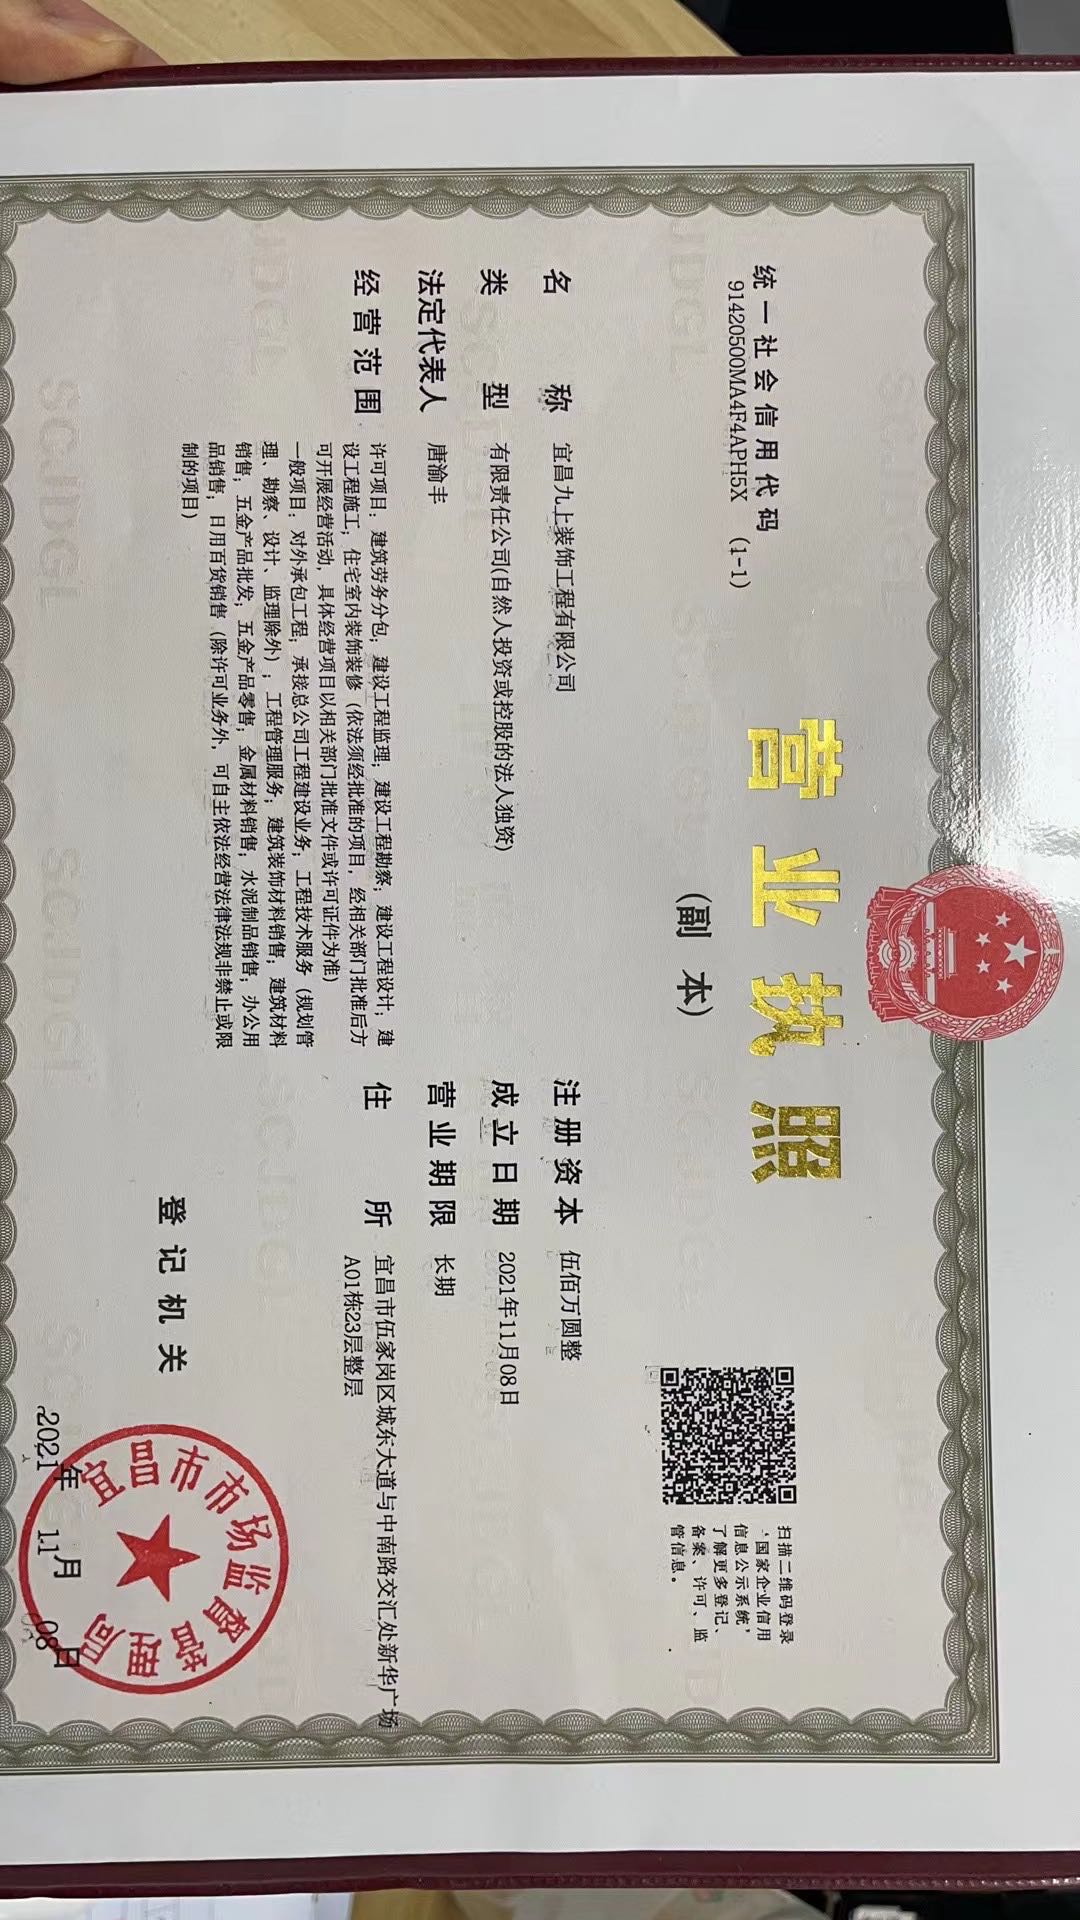 统一社会信用代码
91420500MA4F4APH5X (1-1)
营业执照
(副 本)
扫描二维码登录
‘国家企业信用
信息公示系统’
了解更多登记、
备案、许可、监
管信息。
名称 宜昌九上装饰工程有限公司
类型 有限责任公司(自然人投资或控股的法人独资)
法定代表人 唐渝丰
经营范围 许可项目：建筑劳务分包；建设工程监理；建设工程勘察；建设工程设计；建
设工程施工；住宅室内装饰装修（依法须经批准的项目，经相关部门批准后方
可开展经营活动，具体经营项目以相关部门批准文件或许可证件为准）
一般项目：对外承包工程；承接总公司工程建设业务；工程技术服务（规划管
理、勘察、设计、监理除外）；工程管理服务；建筑装饰材料销售；建筑材料
销售；五金产品批发；五金产品零售；金属材料销售；水泥制品销售；办公用
品销售；日用百货销售（除许可业务外，可自主依法经营法律法规非禁止或限
制的项目）
注册资本 伍佰万圆整
成立日期 2021年11月08日
营业期限 长期
住所 宜昌市伍家岗区城东大道与中南路交汇处新华广场
A01栋23层整层
登记机关
宜昌市市场监督管理局
2021年 11月 08日